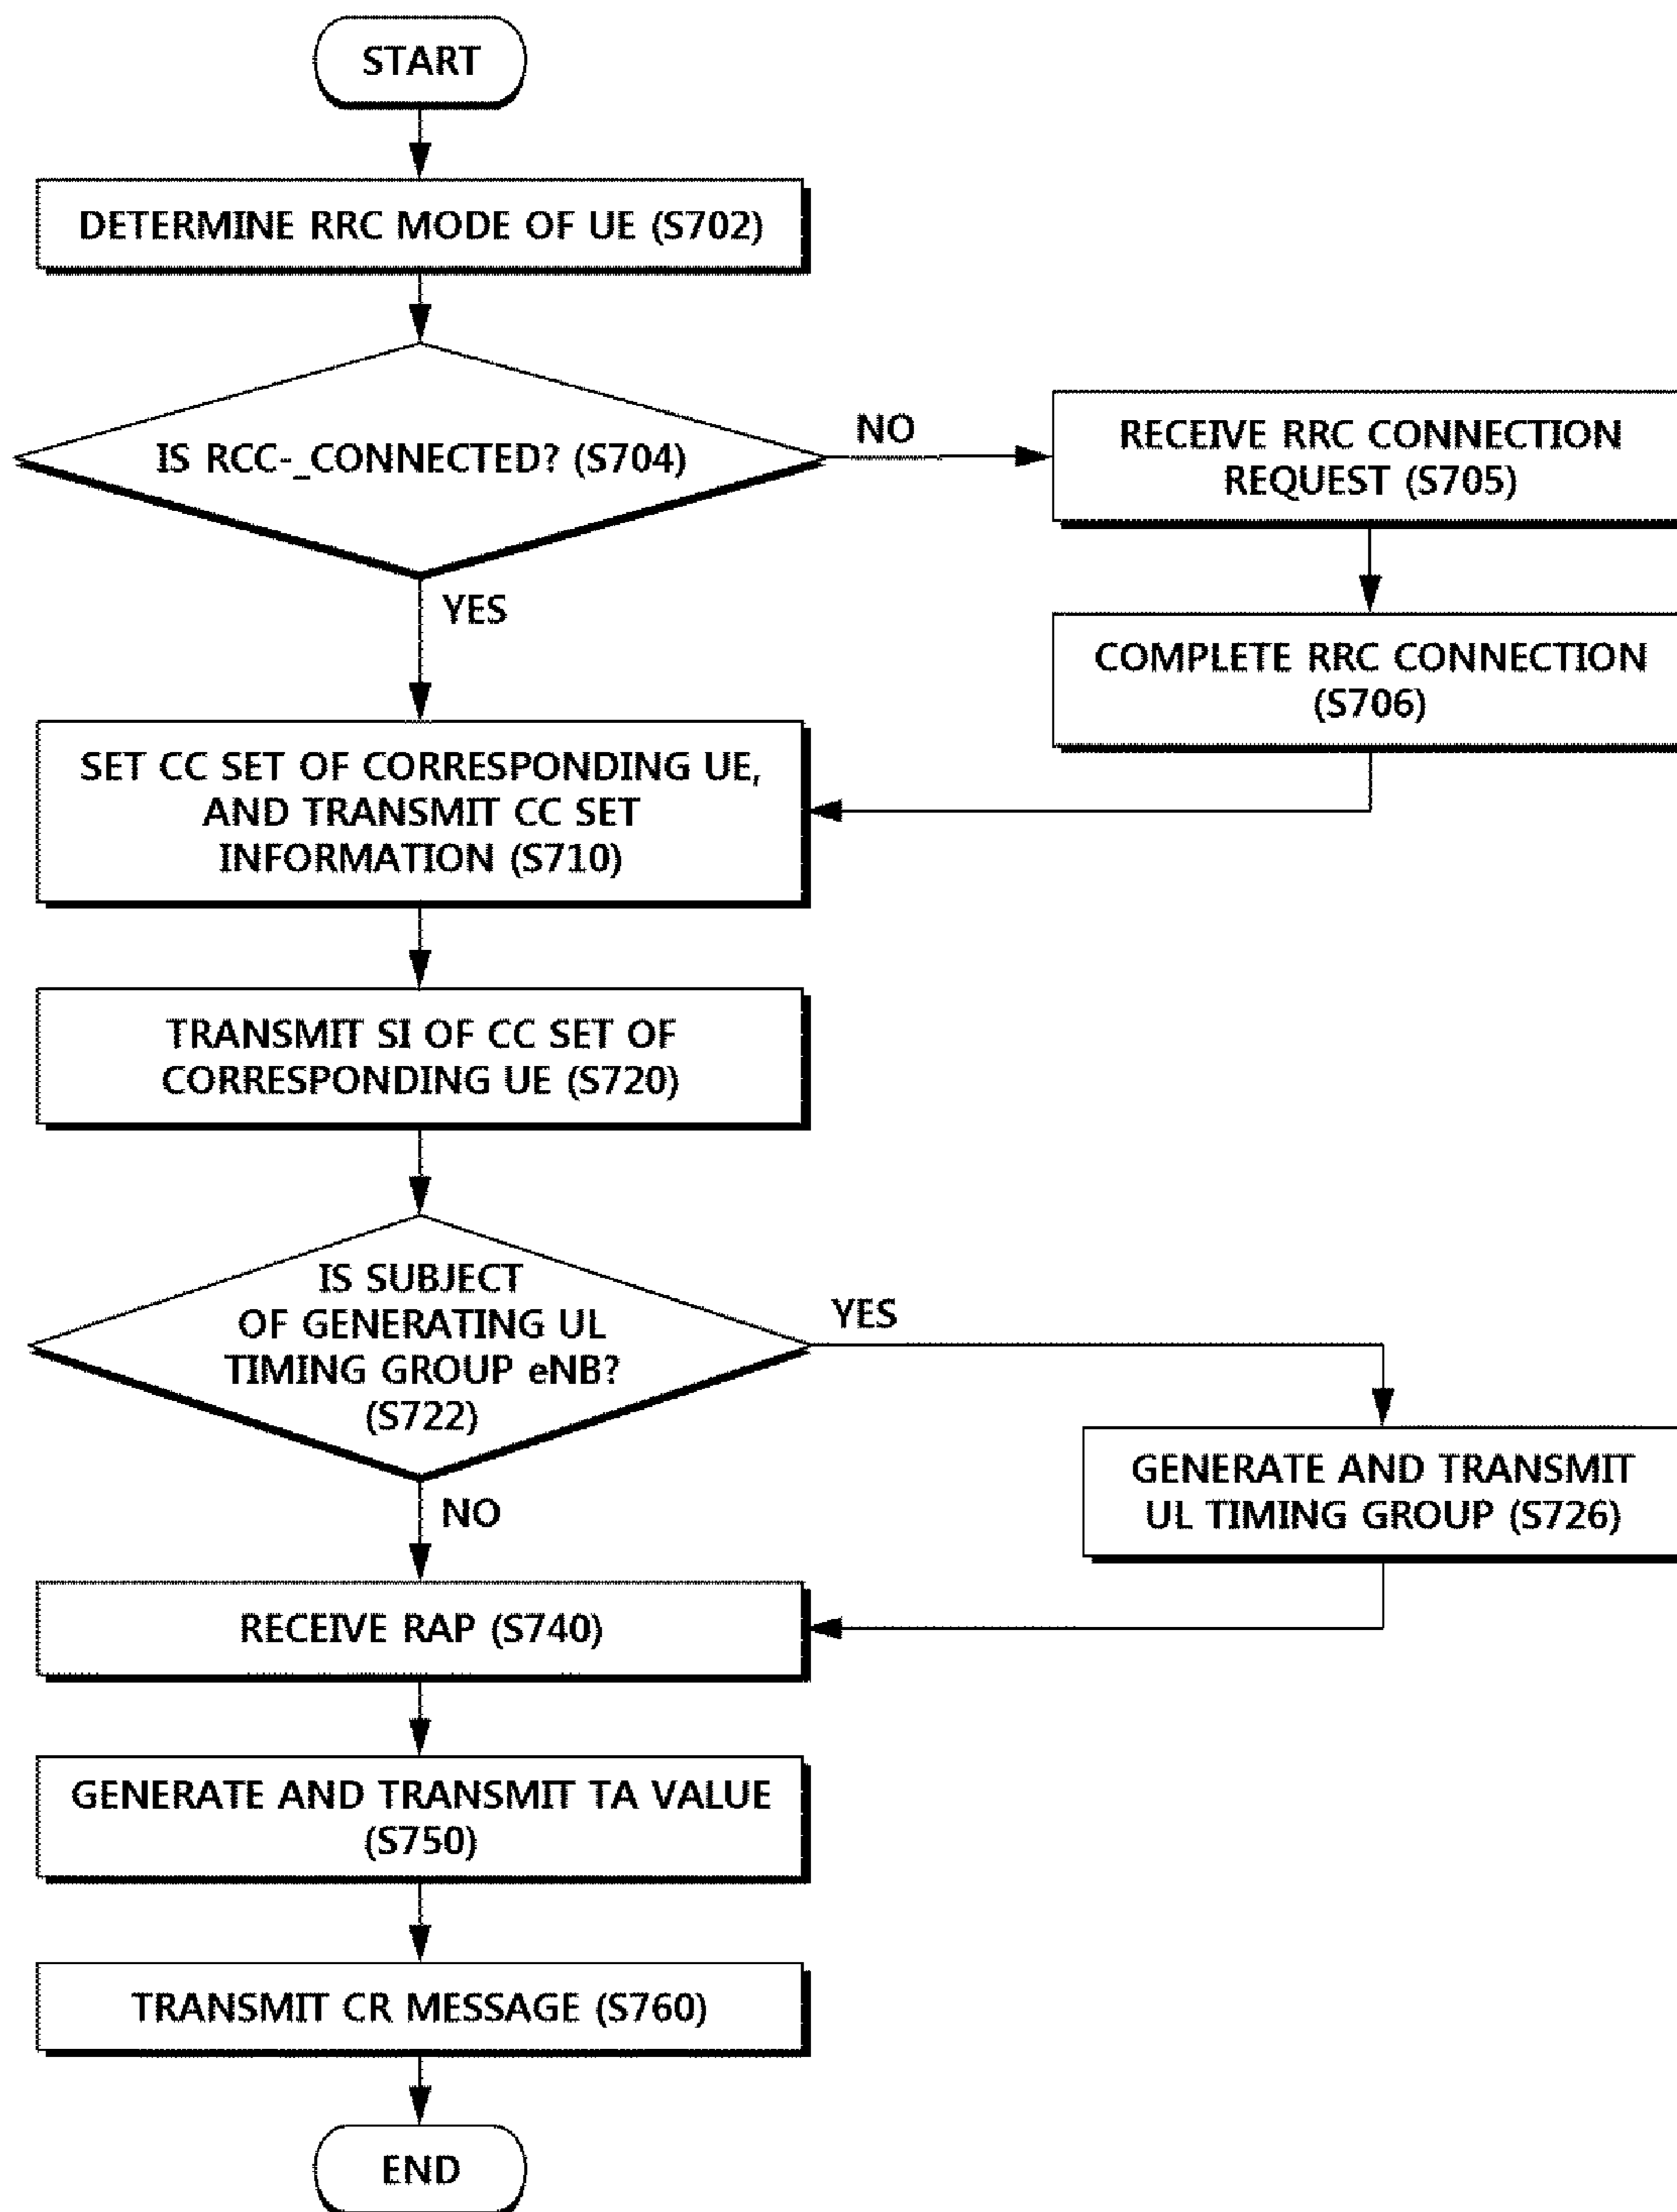 START
DETERMINE RRC MODE OF UE (S702)
IS RCC-_CONNECTED? (S704)
NO
RECEIVE RRC CONNECTION
REQUEST (S705)
YES
COMPLETE RRC CONNECTION
(S706)
SET CC SET OF CORRESPONDING UE,
AND TRANSMIT CC SET
INFORMATION (S710)
TRANSMIT SI OF CC SET OF
CORRESPONDING UE (S720)
IS SUBJECT
OF GENERATING UL
TIMING GROUP eNB?
(S722)
YES
GENERATE AND TRANSMIT
UL TIMING GROUP (S726)
NO
RECEIVE RAP (S740)
GENERATE AND TRANSMIT TA VALUE
(S750)
TRANSMIT CR MESSAGE (S760)
END